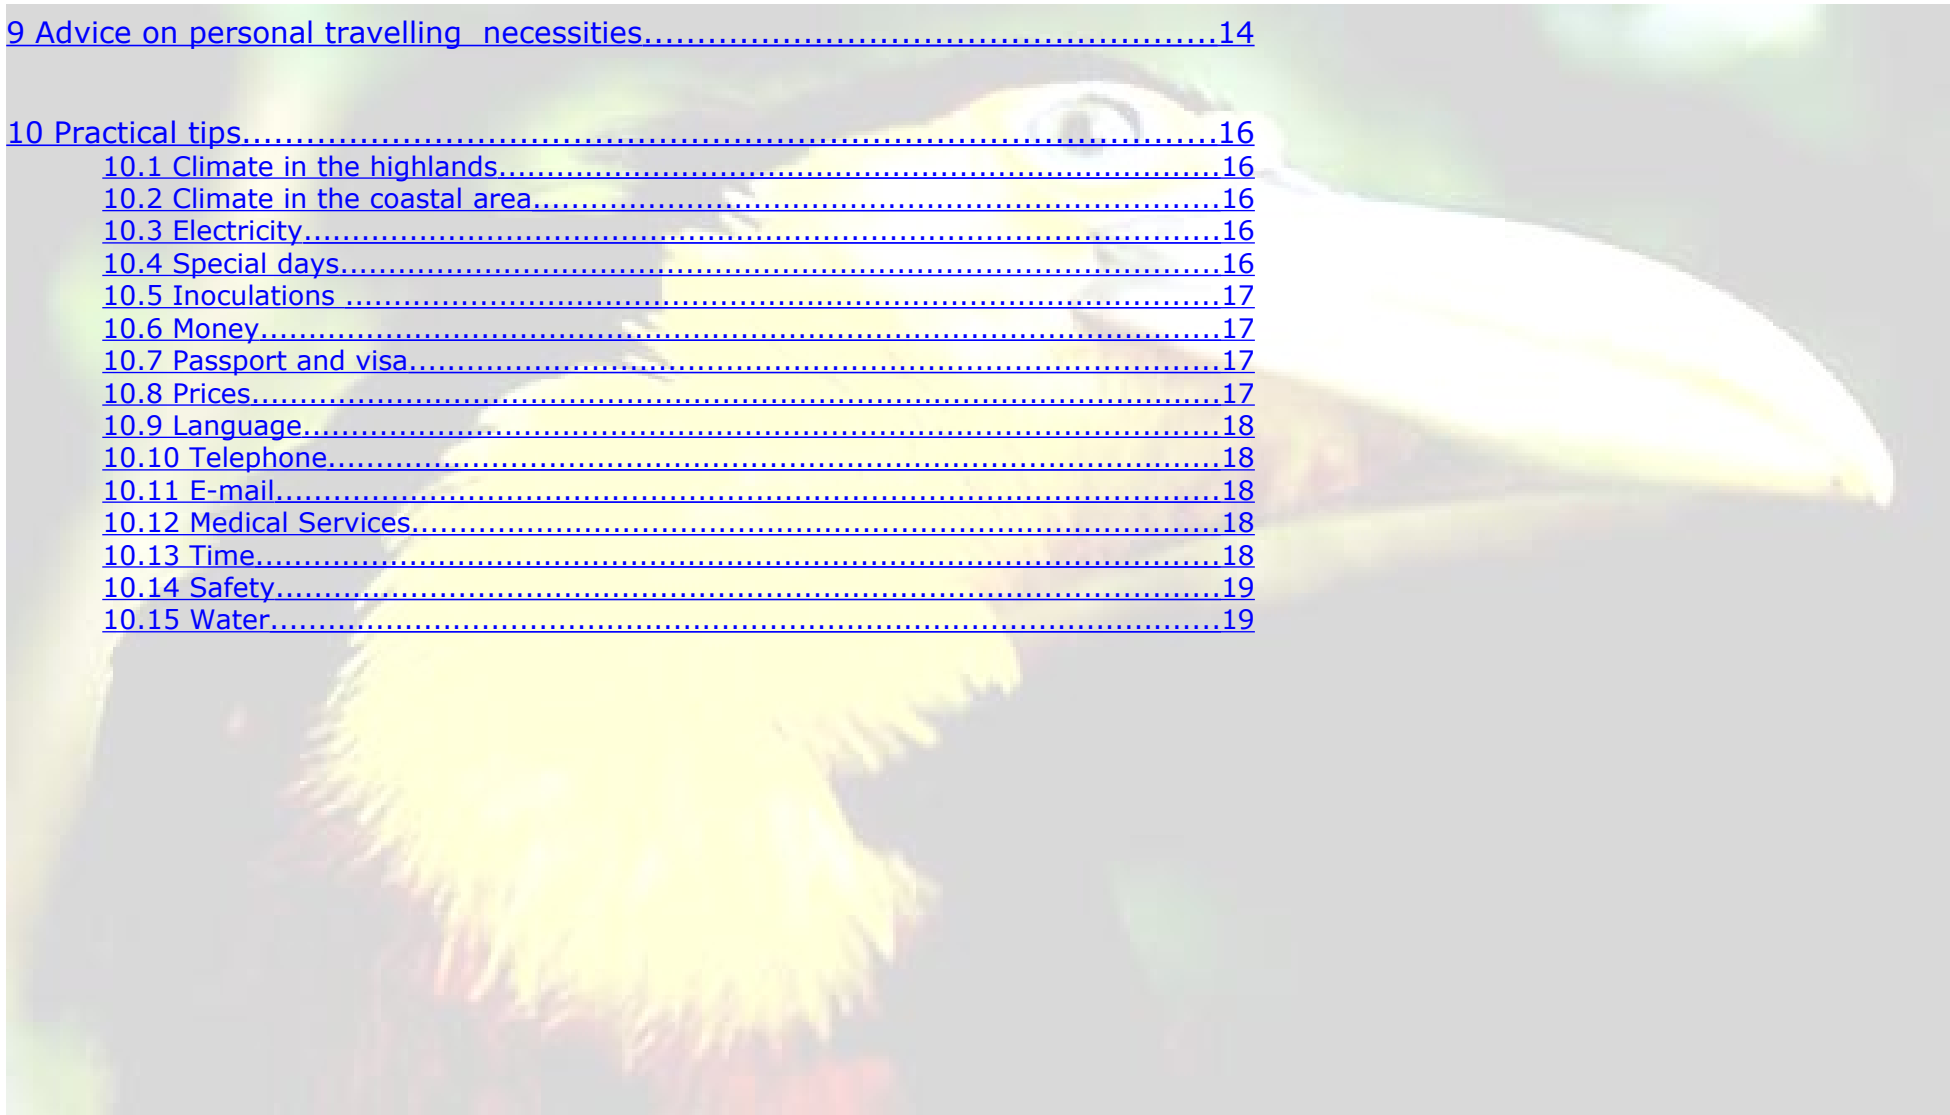 9 Advice on personal travelling  necessities......................................................14
10 Practical tips............................................................................................16
10.1 Climate in the highlands.........................................................................16
10.2 Climate in the coastal area......................................................................16
10.3 Electricity..............................................................................................16
10.4 Special days...........................................................................................16
10.5 Inoculations ..........................................................................................17
10.6 Money...................................................................................................17
10.7 Passport and visa....................................................................................17
10.8 Prices....................................................................................................17
10.9 Language...............................................................................................18
10.10 Telephone............................................................................................18
10.11 E-mail..................................................................................................18
10.12 Medical Services...................................................................................18
10.13 Time....................................................................................................18
10.14 Safety..................................................................................................19
10.15 Water...................................................................................................19